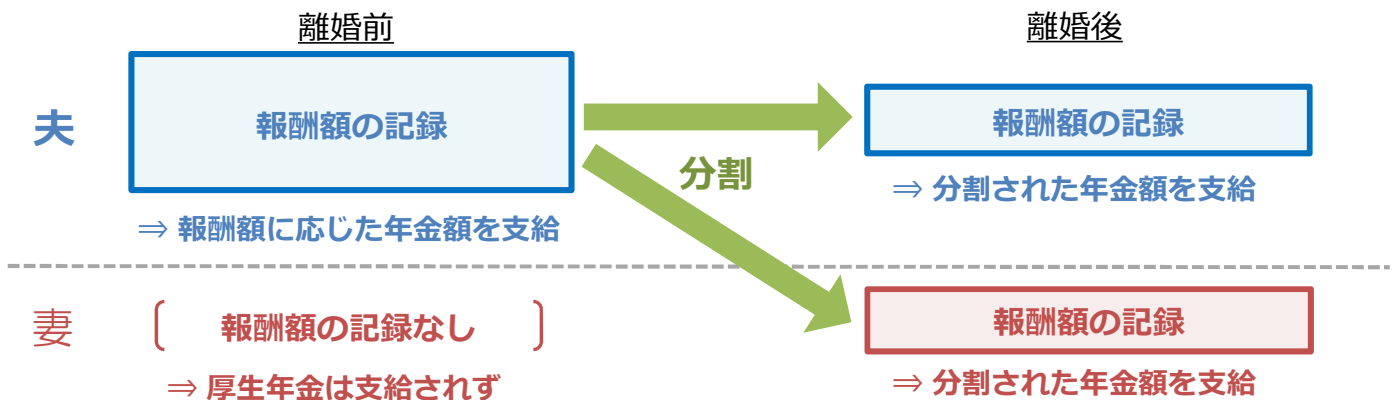 離婚前
離婚後
夫
報酬額の記録
分割
報酬額の記録
⇒ 報酬額に応じた年金額を支給
⇒ 分割された年金額を支給
妻
報酬額の記録なし
報酬額の記録
⇒ 厚生年金は支給されず
⇒ 分割された年金額を支給